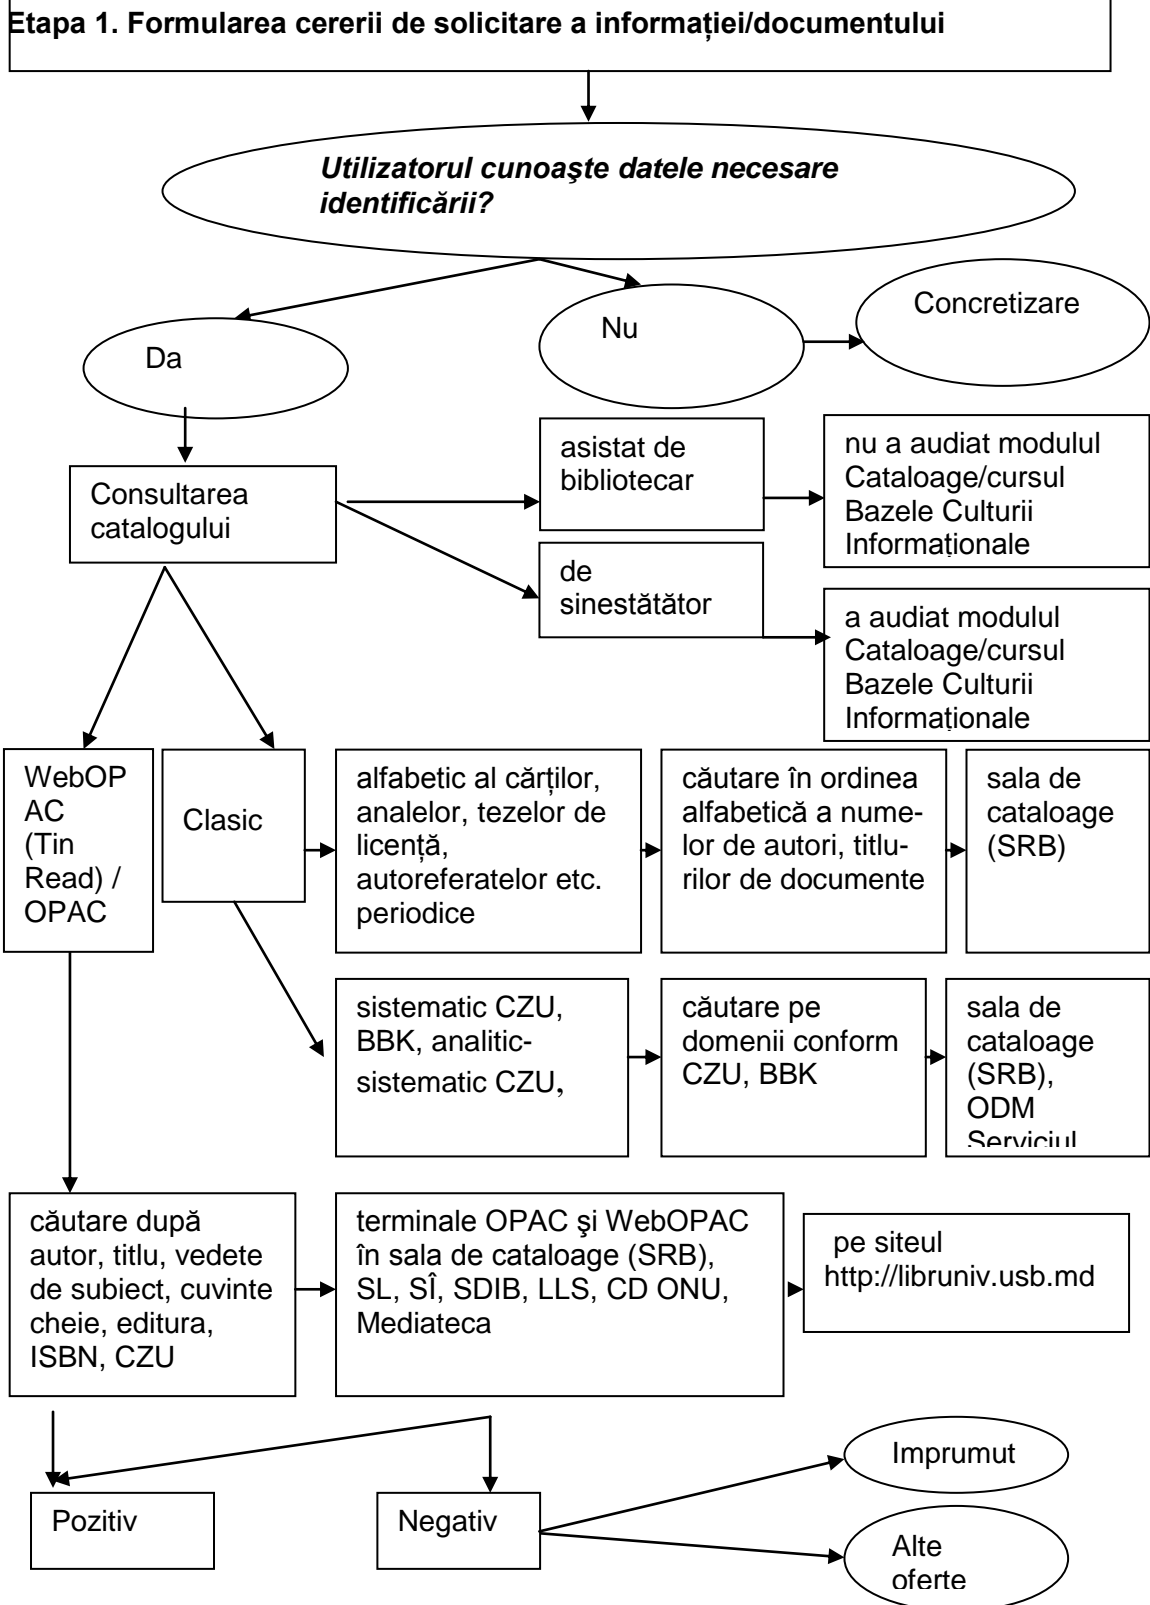 Etapa 1. Formularea cererii de solicitare a informației/documentului
Utilizatorul cunoaşte datele necesare
identificării?
Da
Nu
Concretizare
Consultarea
catalogului
asistat de
bibliotecar
nu a audiat modulul
Cataloage/cursul
Bazele Culturii
Informaționale
de
sinestătător
a audiat modulul
Cataloage/cursul
Bazele Culturii
Informaționale
WebOP
AC
(Tin
Read) /
OPAC
Clasic
alfabetic al cărților,
analelor, tezelor de
licență,
autoreferatelor etc.
periodice
căutare în ordinea
alfabetică a nume-
lor de autori, titlu-
rilor de documente
sala de
cataloage
(SRB)
sistematic CZU,
BBK, analitic-
sistematic CZU,
căutare pe
domenii conform
CZU, BBK
sala de
cataloage
(SRB),
ODM
Serviciul
căutare după
autor, titlu, vedete
de subiect, cuvinte
cheie, editura,
ISBN, CZU
terminale OPAC şi WebOPAC
în sala de cataloage (SRB),
SL, SÎ, SDIB, LLS, CD ONU,
Mediateca
pe siteul
http://libruniv.usb.md
Pozitiv
Negativ
Imprumut
Alte
oferte